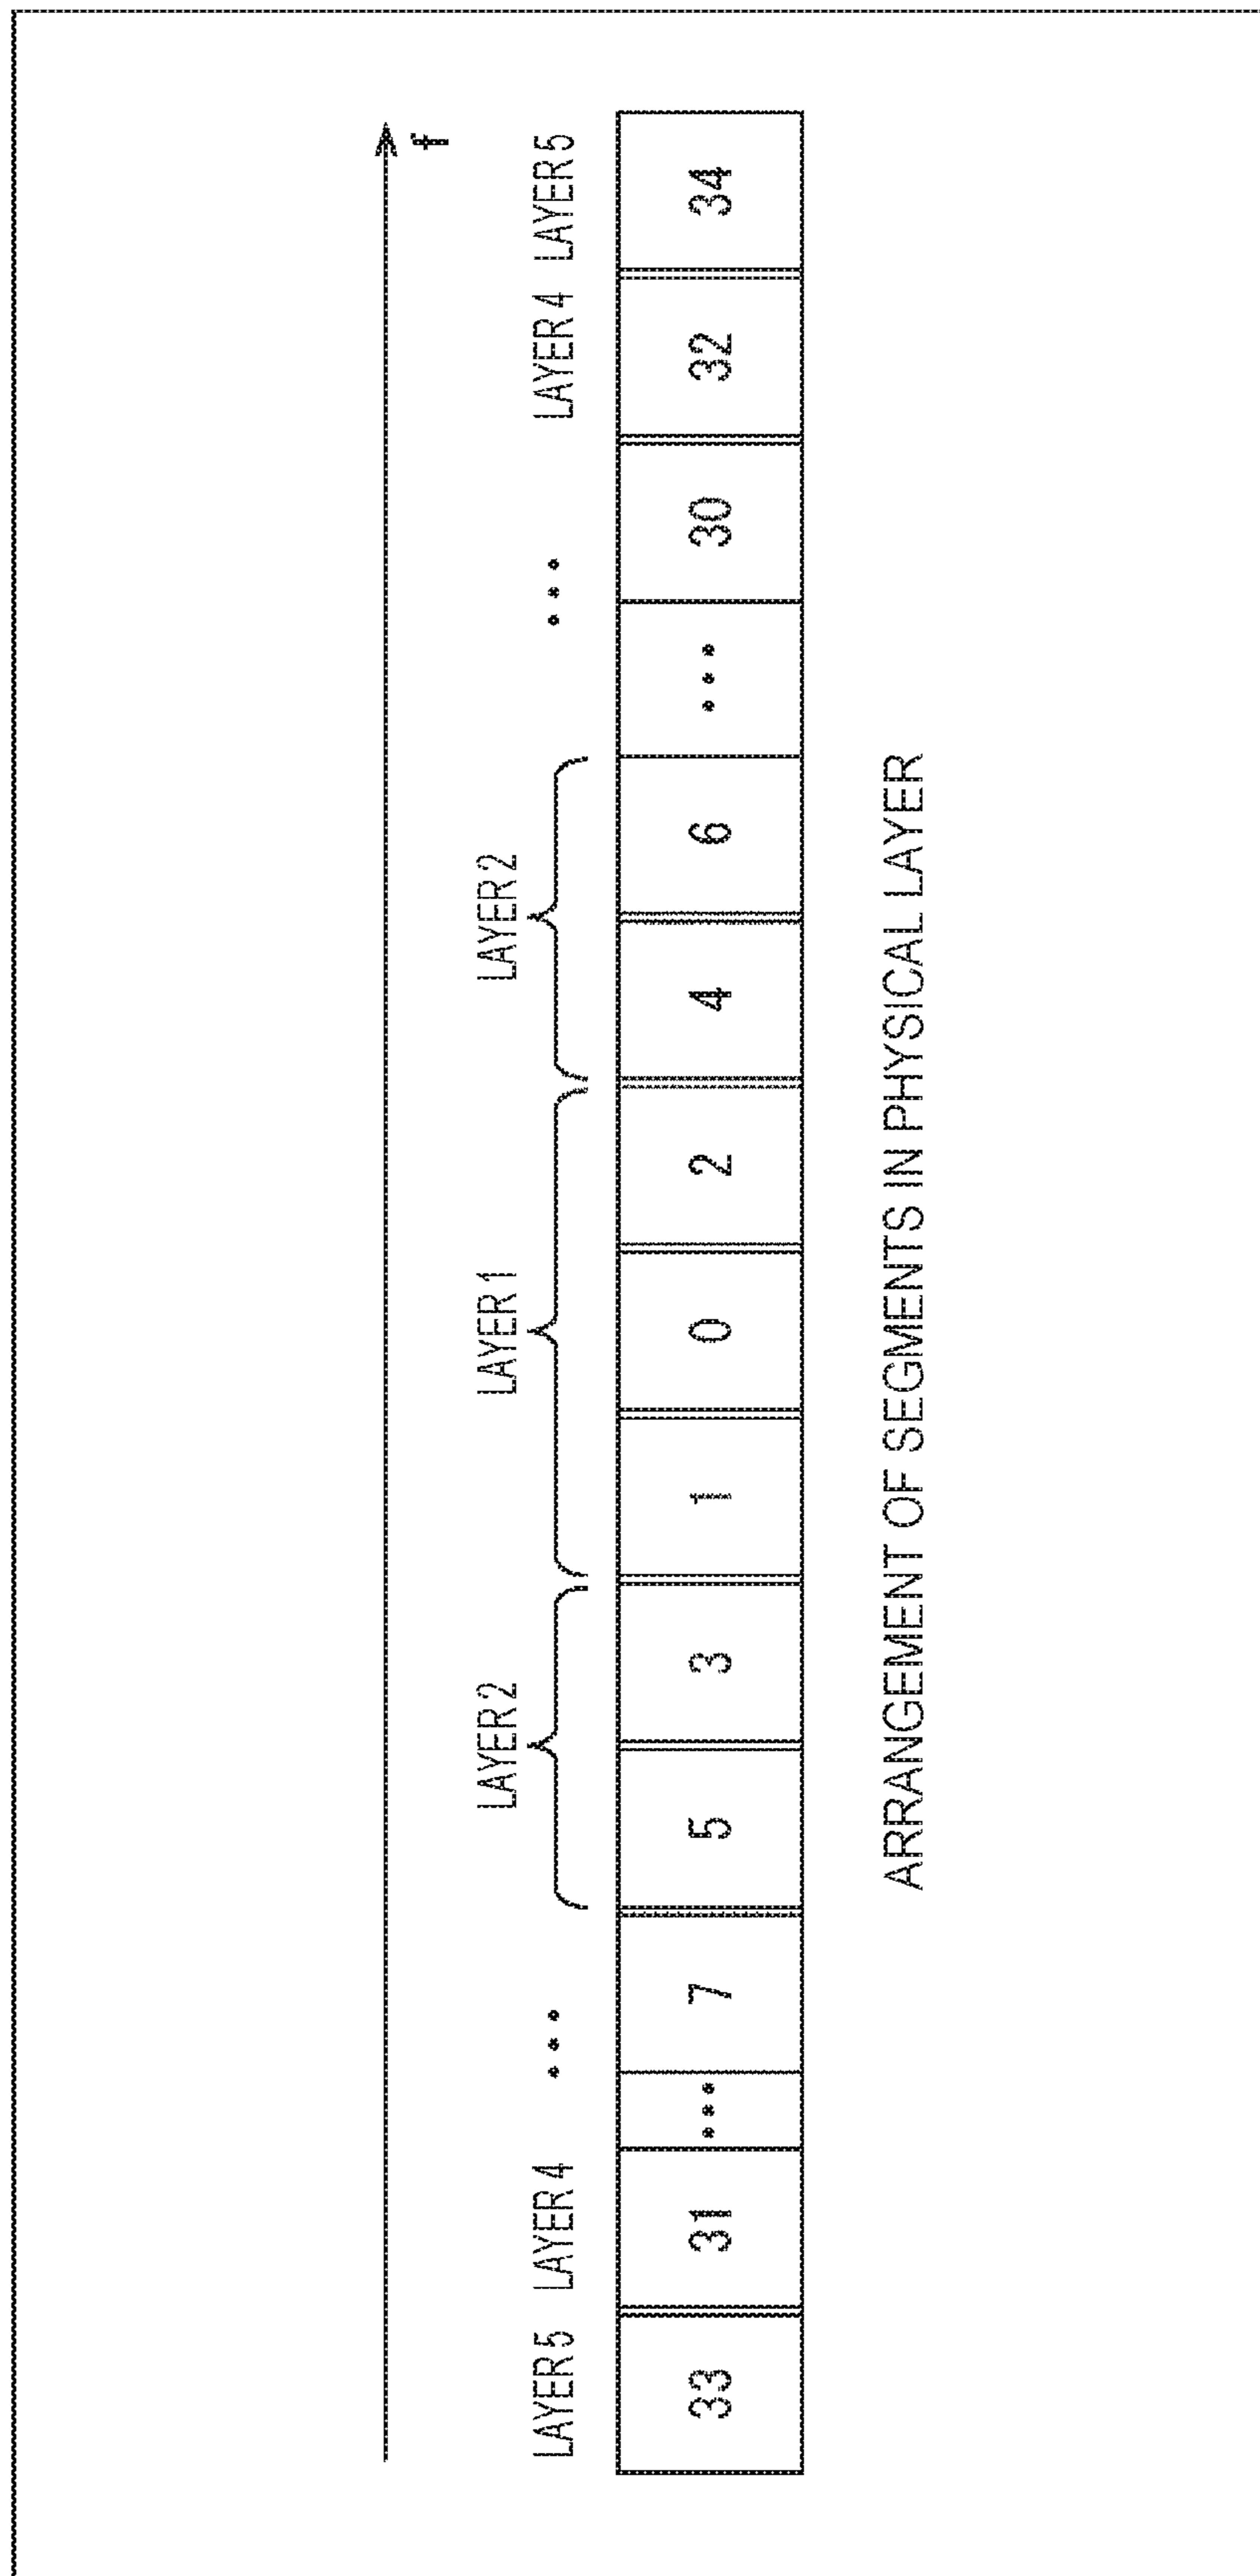 f
LAYER 5 LAYER 4 ••• LAYER 2 LAYER 1 LAYER 2 ••• LAYER 4 LAYER 5
33 31 ••• 7 5 3 1 0 2 4 6 ••• 30 32 34
ARRANGEMENT OF SEGMENTS IN PHYSICAL LAYER